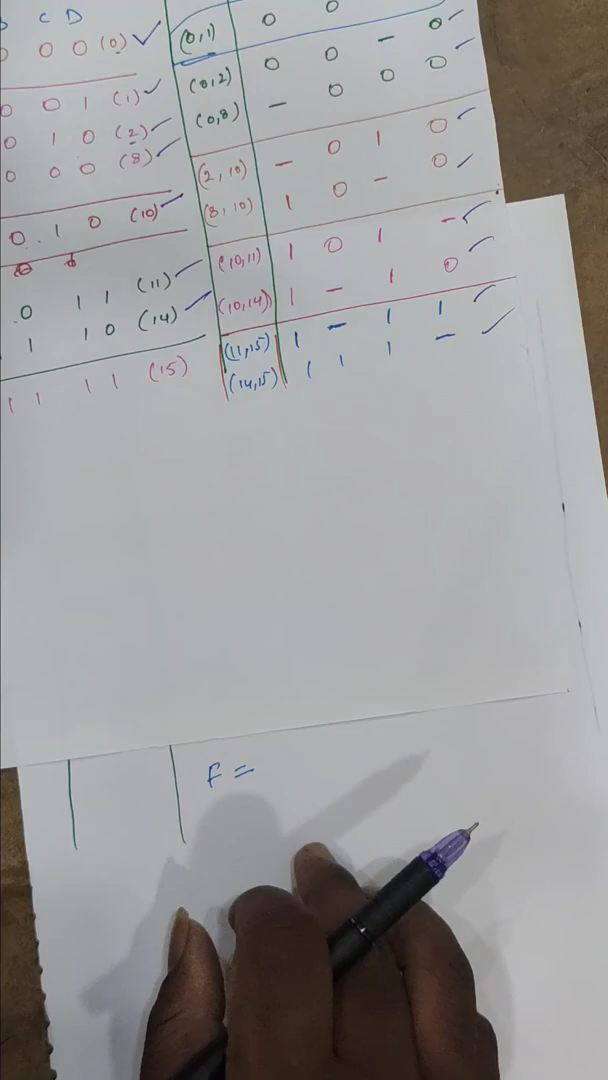 C D
0 0 0 (0) ✓
0 0 1 (1) ✓
0 1 0 (2) ✓
0 0 0 (8) ✓
0 1 0 (10) ✓
0 1 1 (11) ✓
1 1 0 (14) ✓
1 1 1 1 (15)
(0,1) 0 0
(0,2) 0 0 - 0 ✓
(0,8) - 0 0 0 ✓
(2,10) - 0 1 0 ✓
(8,10) 1 0 - 0 ✓
(10,11) 1 0 1 - ✓
(10,14) 1 - 1 0 ✓
(11,15) 1 - 1 1 ✓
(14,15) 1 1 1 - ✓
F =